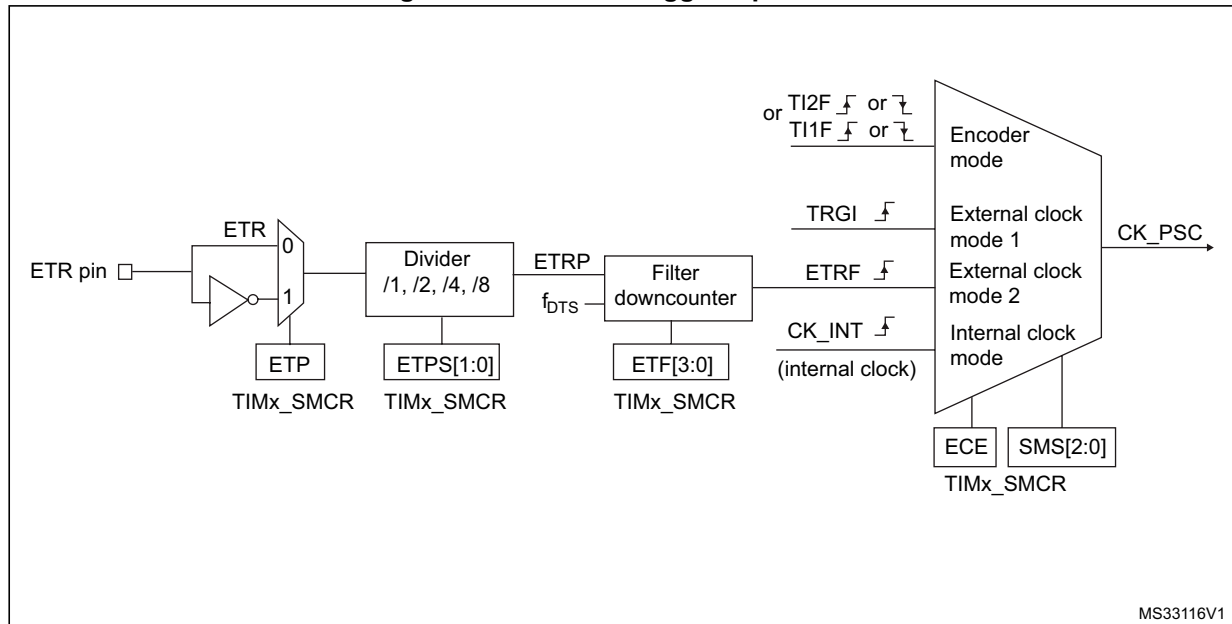 or TI2F or
TI1F or
Encoder
mode
TRGI
External clock
mode 1
CK_PSC
ETR
0
1
ETR pin
Divider
/1, /2, /4, /8
ETRP
fDTS
Filter
downcounter
ETRF
External clock
mode 2
CK_INT
(internal clock)
Internal clock
mode
ETP
TIMx_SMCR
ETPS[1:0]
TIMx_SMCR
ETF[3:0]
TIMx_SMCR
ECE
SMS[2:0]
TIMx_SMCR
MS33116V1